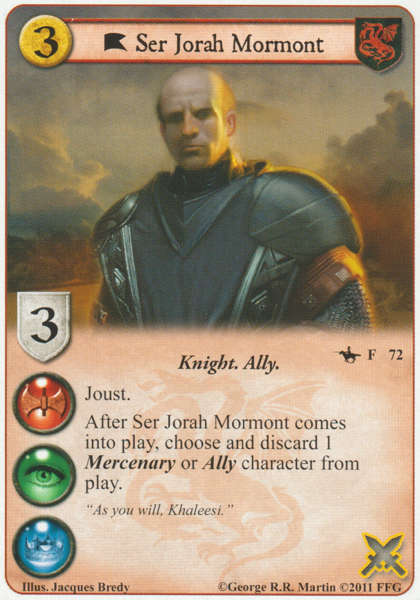 3
Ser Jorah Mormont
3
Knight. Ally.
F 72
Joust.
After Ser Jorah Mormont comes
into play, choose and discard 1
Mercenary or Ally character from
play.
“As you will, Khaleesi.”
Illus. Jacques Bredy
©George R.R. Martin ©2011 FFG